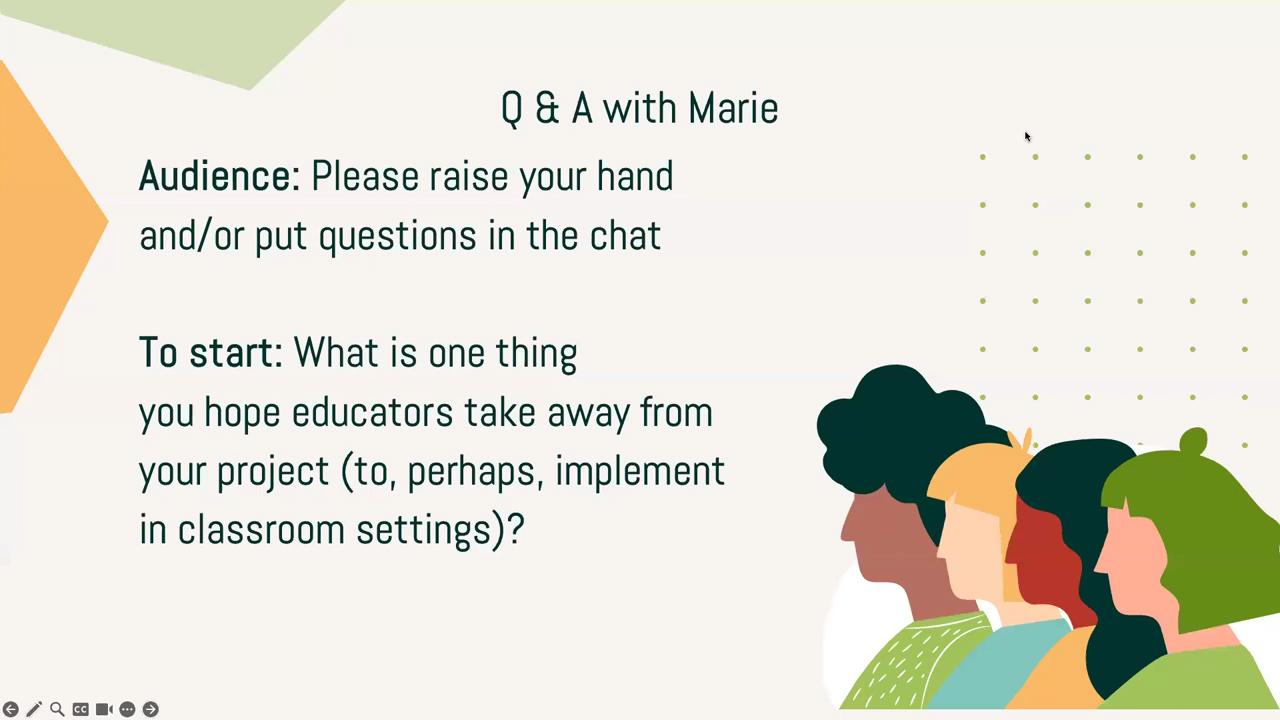 Q & A with Marie
Audience: Please raise your hand
and/or put questions in the chat
To start: What is one thing
you hope educators take away from
your project (to, perhaps, implement
in classroom settings)?
CC